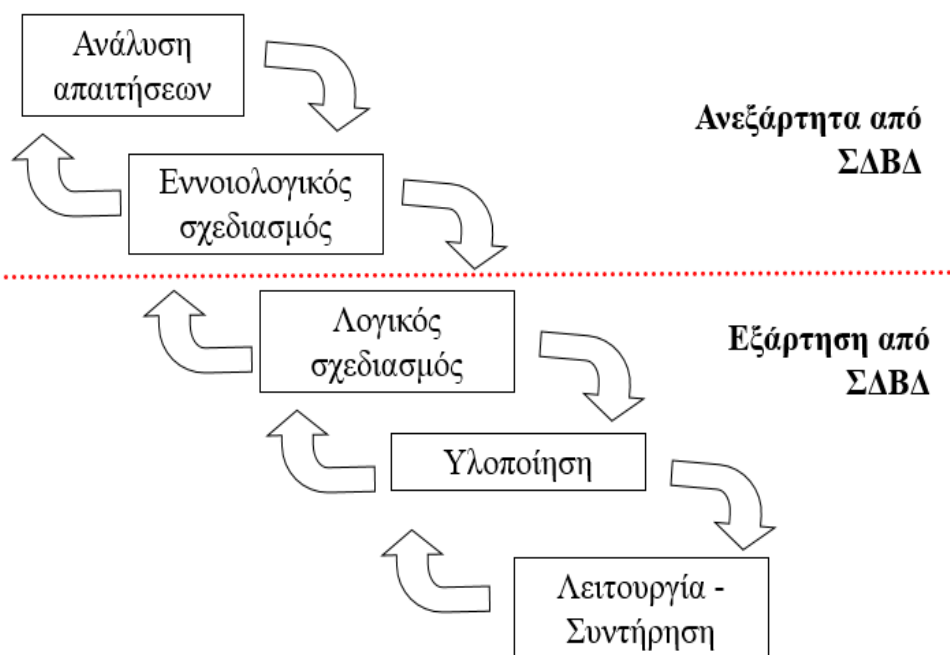 Ανάλυση
απαιτήσεων
Ανεξάρτητα από
ΣΔΒΔ
Εννοιολογικός
σχεδιασμός
Λογικός
σχεδιασμός
Εξάρτηση από
ΣΔΒΔ
Υλοποίηση
Λειτουργία -
Συντήρηση